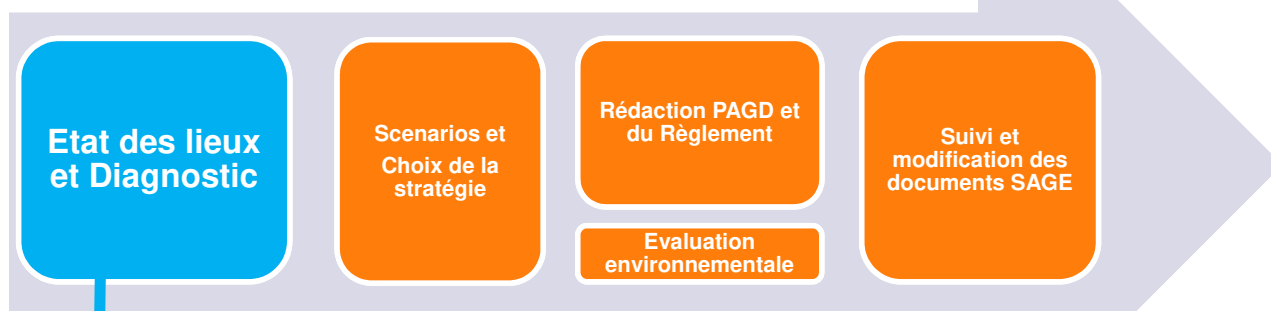 Etat des lieux
et Diagnostic
Scenarios et
Choix de la
stratégie
Rédaction PAGD et
du Règlement
Evaluation
environnementale
Suivi et
modification des
documents SAGE